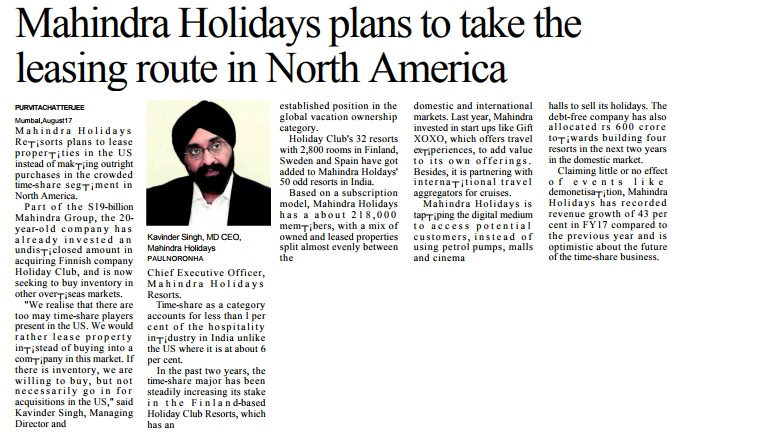 Mahindra Holidays plans to take the
leasing route in North America
PURVITACHATTERJEE
Mumbal,August17
Mahindra Holidays
Re┬¡sorts plans to lease
proper┬¡ties in the US
instead of mak┬¡ing outright
purchases in the crowded
time-share seg┬¡ment in
North America.
Part of the S19-billion
Mahindra Group, the 20-
year-old company has
already invested an
undis┬¡closed amount in
acquiring Finnish company
Holiday Club, and is now
seeking to buy inventory in
other over┬¡seas markets.
"We realise that there are
too may time-share players
present in the US. We would
rather lease property
in┬¡stead of buying into a
com┬¡pany in this market. If
there is inventory, we are
willing to buy, but not
necessarily go in for
acquisitions in the US," said
Kavinder Singh, Managing
Director and
Kavinder Singh, MD CEO,
Mahindra Holidays
PAULNORONHA
Chief Executive Officer,
Mahindra Holidays
Resorts.
Time-share as a category
accounts for less than l per
cent of the hospitality
in┬¡dustry in India unlike
the US where it is at about 6
per cent.
In the past two years, the
time-share major has been
steadily increasing its stake
in the Finland-based
Holiday Club Resorts, which
has an
established position in the
global vacation ownership
category.
Holiday Club's 32 resorts
with 2,800 rooms in Finland,
Sweden and Spain have got
added to Mahindra Holdays'
50 odd resorts in India.
Based on a subscription
model, Mahindra Holidays
has a about 218,000
mem┬¡bers, with a mix of
owned and leased properties
split almost evenly between
the
domestic and international
markets. Last year, Mahindra
invested in start ups like Gift
XOXO, which offers travel
ex┬¡periences, to add value
to its own offerings.
Besides, it is partnering with
interna┬¡tional travel
aggregators for cruises.
Mahindra Holidays is
tap┬¡ping the digital medium
to access potential
customers, instead of
using petrol pumps, malls
and cinema
halls to sell its holidays. The
debt-free company has also
allocated rs 600 crore
to┬¡wards building four
resorts in the next two years
in the domestic market.
Claiming little or no effect
of events like
demonetisa┬¡tion, Mahindra
Holidays has recorded
revenue growth of 43 per
cent in FY17 compared to
the previous year and is
optimistic about the future
of the time-share business.